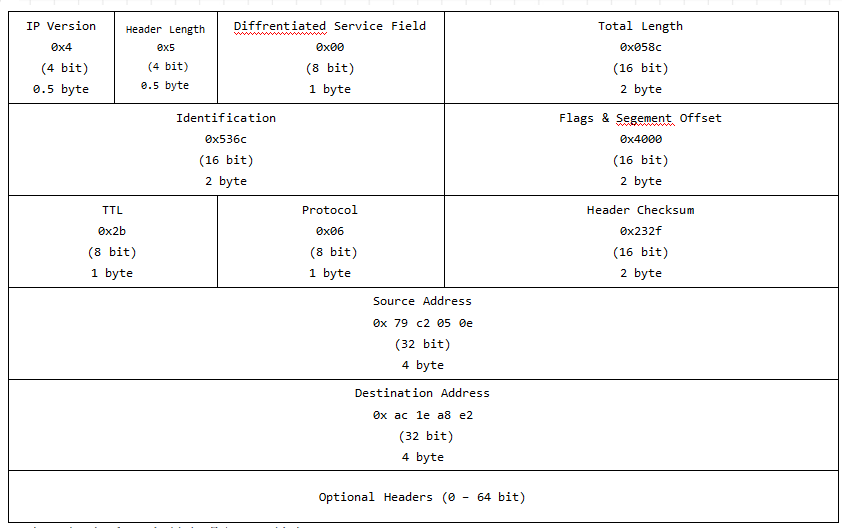 IP Version
0x4
(4 bit)
0.5 byte
Header Length
0x5
(4 bit)
0.5 byte
Diffrentiated Service Field
0x00
(8 bit)
1 byte
Total Length
0x058c
(16 bit)
2 byte
Identification
0x536c
(16 bit)
2 byte
Flags & Segement Offset
0x4000
(16 bit)
2 byte
TTL
0x2b
(8 bit)
1 byte
Protocol
0x06
(8 bit)
1 byte
Header Checksum
0x232f
(16 bit)
2 byte
Source Address
0x 79 c2 05 0e
(32 bit)
4 byte
Destination Address
0x ac 1e a8 e2
(32 bit)
4 byte
Optional Headers (0 – 64 bit)